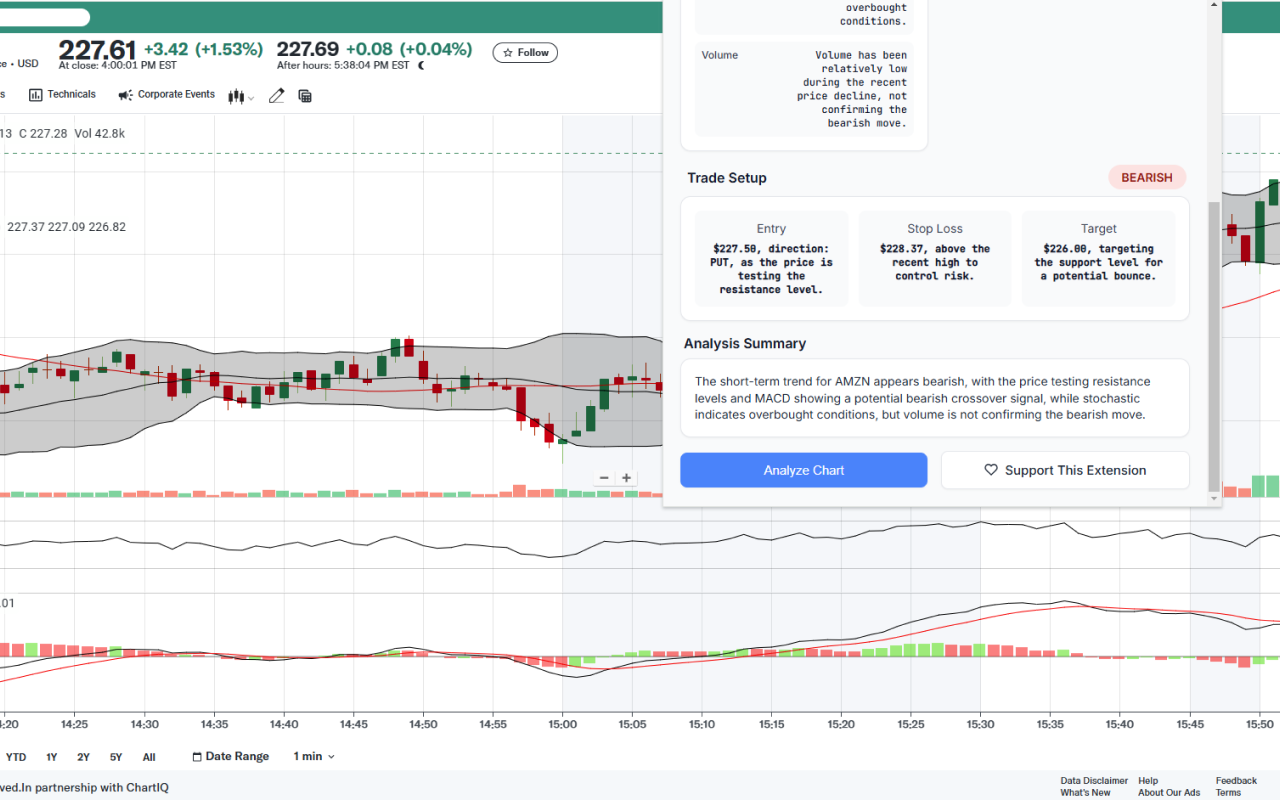 227.61 +3.42 (+1.53%) 227.69 +0.08 (+0.04%) Follow
• USD At close: 4:00:01 PM EST After hours: 5:38:04 PM EST
Technicals Corporate Events
13 C 227.28 Vol 42.8k
227.37 227.09 226.82
overbought
conditions.
Volume
Volume has been
relatively low
during the recent
price decline, not
confirming the
bearish move.
Trade Setup BEARISH
Entry
$227.50, direction:
PUT, as the price is
testing the
resistance level.
Stop Loss
$228.37, above the
recent high to
control risk.
Target
$226.00, targeting
the support level for
a potential bounce.
Analysis Summary
The short-term trend for AMZN appears bearish, with the price testing resistance
levels and MACD showing a potential bearish crossover signal, while stochastic
indicates overbought conditions, but volume is not confirming the bearish move.
Analyze Chart Support This Extension
− +
.01
:20 14:25 14:30 14:35 14:40 14:45 14:50 14:55 15:00 15:05 15:10 15:15 15:20 15:25 15:30 15:35 15:40 15:45 15:50
YTD 1Y 2Y 5Y All Date Range 1 min
ved.In partnership with ChartIQ
Data Disclaimer Help Feedback
What's New About Our Ads Terms